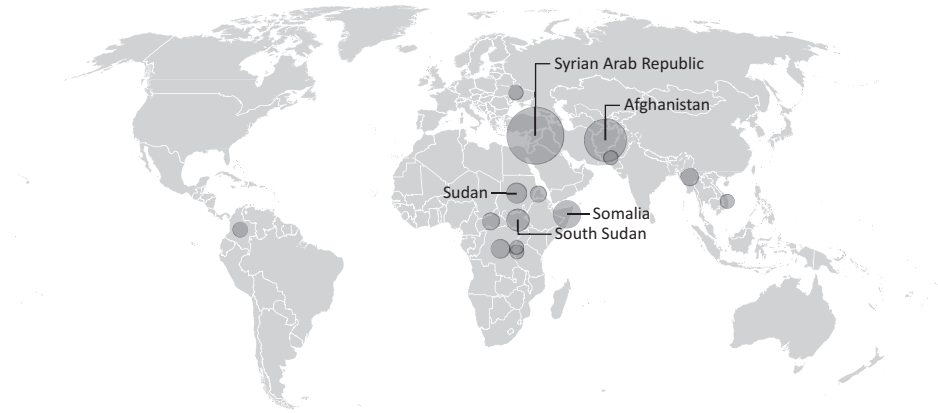 Syrian Arab Republic
Afghanistan
Sudan
Somalia
South Sudan